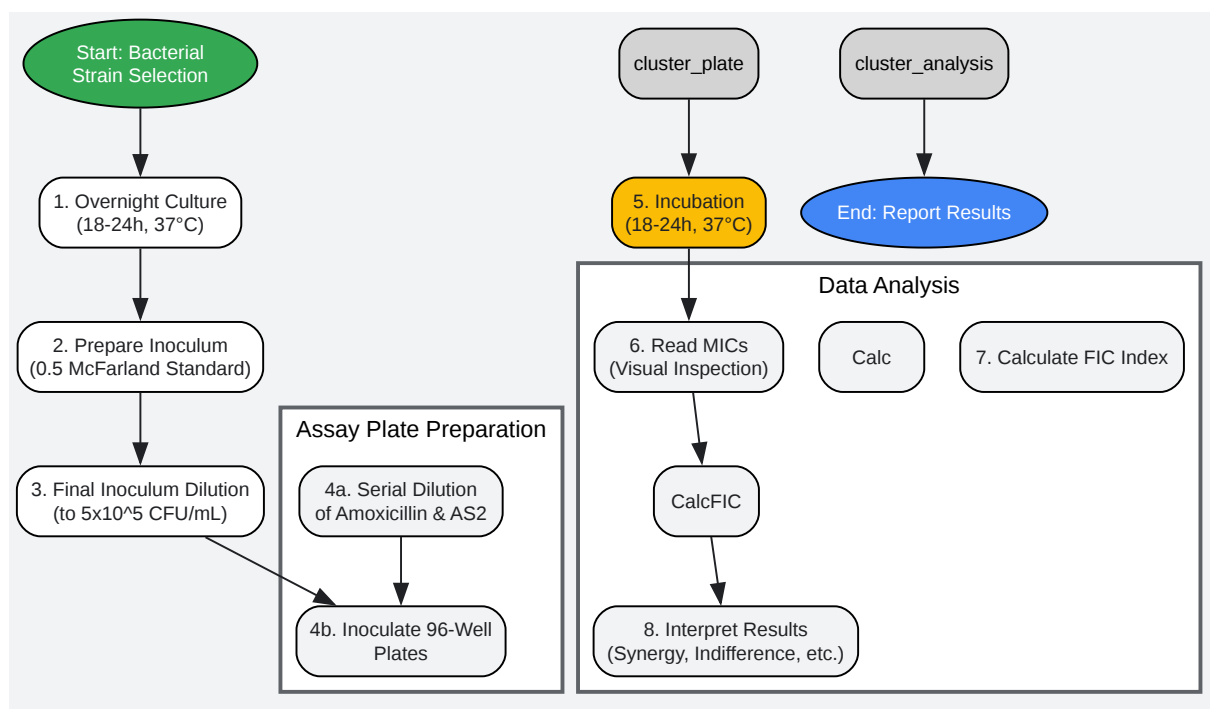 Start: Bacterial
Strain Selection
cluster_plate
cluster_analysis
1. Overnight Culture
(18-24h, 37°C)
5. Incubation
(18-24h, 37°C)
End: Report Results
Data Analysis
2. Prepare Inoculum
(0.5 McFarland Standard)
6. Read MICs
(Visual Inspection)
Calc
7. Calculate FIC Index
Assay Plate Preparation
3. Final Inoculum Dilution
(to 5x10^5 CFU/mL)
4a. Serial Dilution
of Amoxicillin & AS2
CalcFIC
4b. Inoculate 96-Well
Plates
8. Interpret Results
(Synergy, Indifference, etc.)